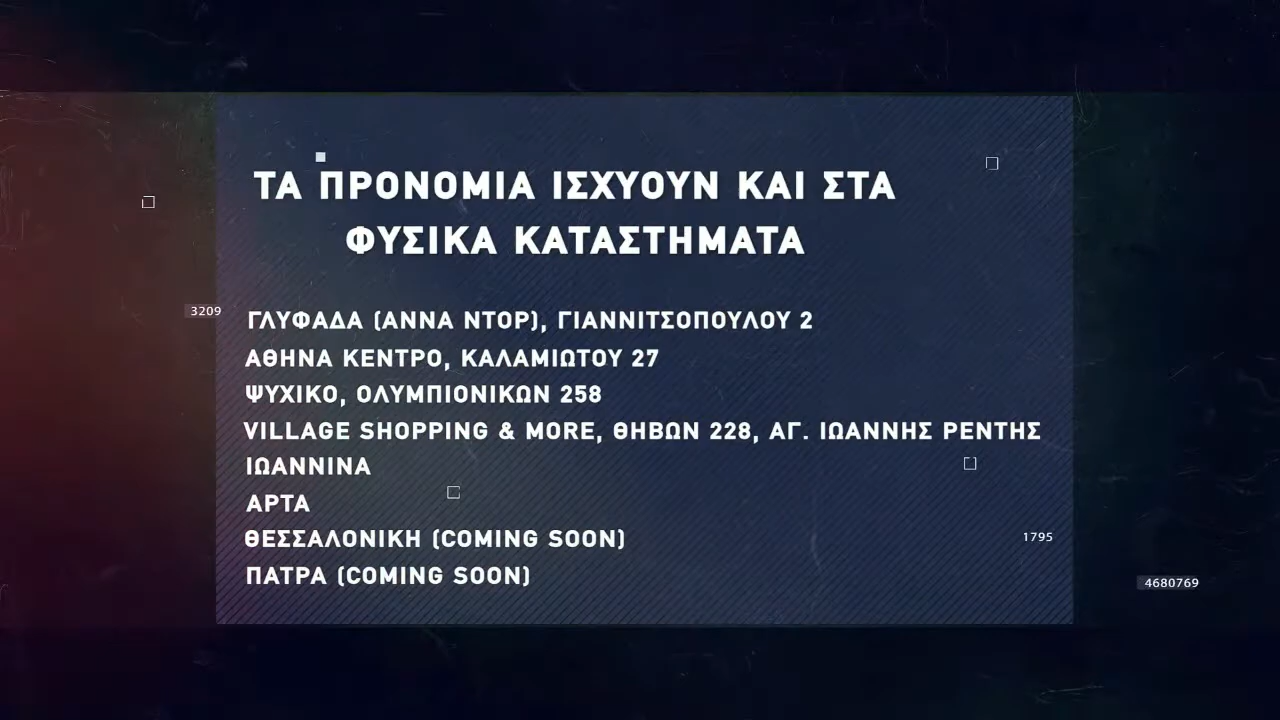 ΤΑ ΠΡΟΝΟΜΙΑ ΙΣΧΥΟΥΝ ΚΑΙ ΣΤΑ
ΦΥΣΙΚΑ ΚΑΤΑΣΤΗΜΑΤΑ
3209
ΓΛΥΦΑΔΑ (ΑΝΝΑ ΝΤΟΡ), ΓΙΑΝΝΙΤΣΟΠΟΥΛΟΥ 2
ΑΘΗΝΑ ΚΕΝΤΡΟ, ΚΑΛΑΜΙΩΤΟΥ 27
ΨΥΧΙΚΟ, ΟΛΥΜΠΙΟΝΙΚΩΝ 258
VILLAGE SHOPPING & MORE, ΘΗΒΩΝ 228, ΑΓ. ΙΩΑΝΝΗΣ ΡΕΝΤΗΣ
ΙΩΑΝΝΙΝΑ
ΑΡΤΑ
ΘΕΣΣΑΛΟΝΙΚΗ (COMING SOON)
1795
ΠΑΤΡΑ (COMING SOON)
4680769